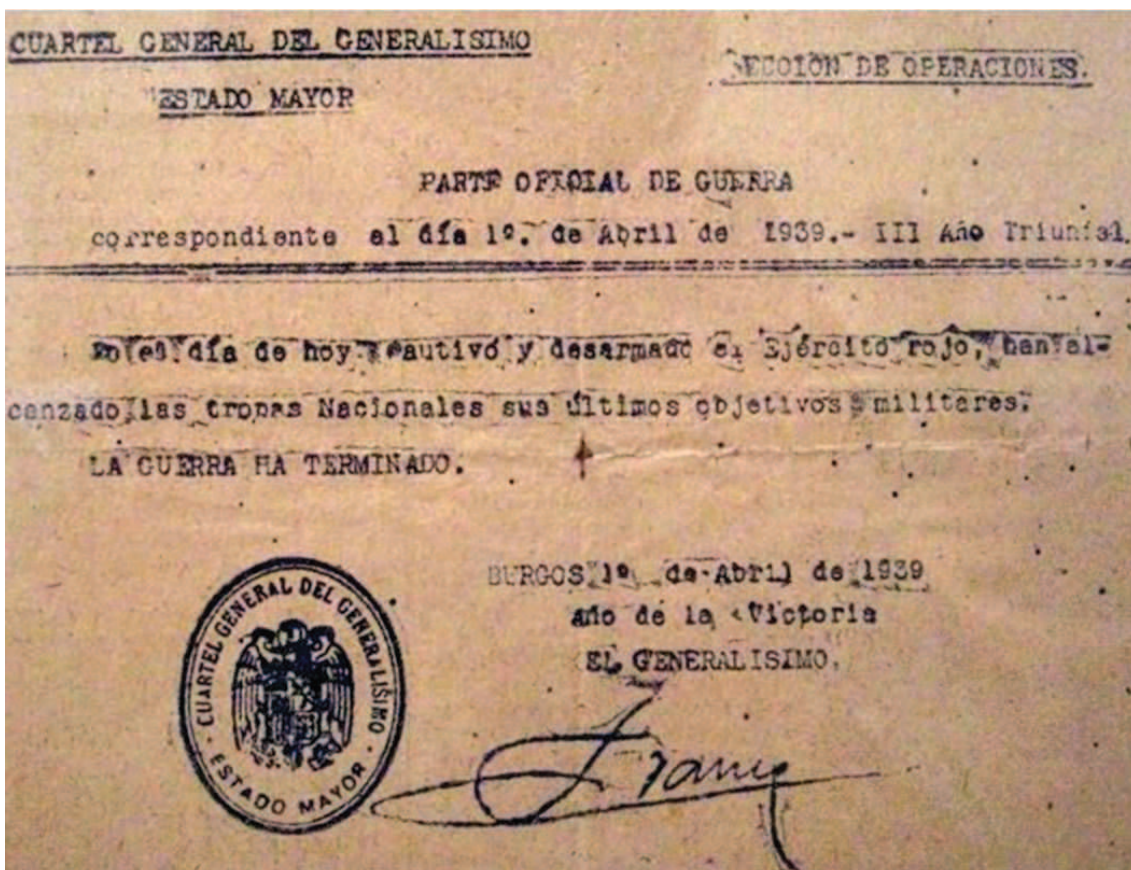 CUARTEL GENERAL DEL GENERALISIMO
SECCION DE OPERACIONES.
ESTADO MAYOR
PARTE OFICIAL DE GUERRA
correspondiente al día 1º. de Abril de 1939.- III Año Triunfal.
En el día de hoy, cautivo y desarmado el Ejército rojo, han al-
canzado las tropas Nacionales sus últimos objetivos militares.
LA GUERRA HA TERMINADO.
BURGOS 1º de Abril de 1939
año de la Victoria
EL GENERALISIMO.
CUARTEL GENERAL DEL GENERALISIMO
· ESTADO MAYOR ·
Franco